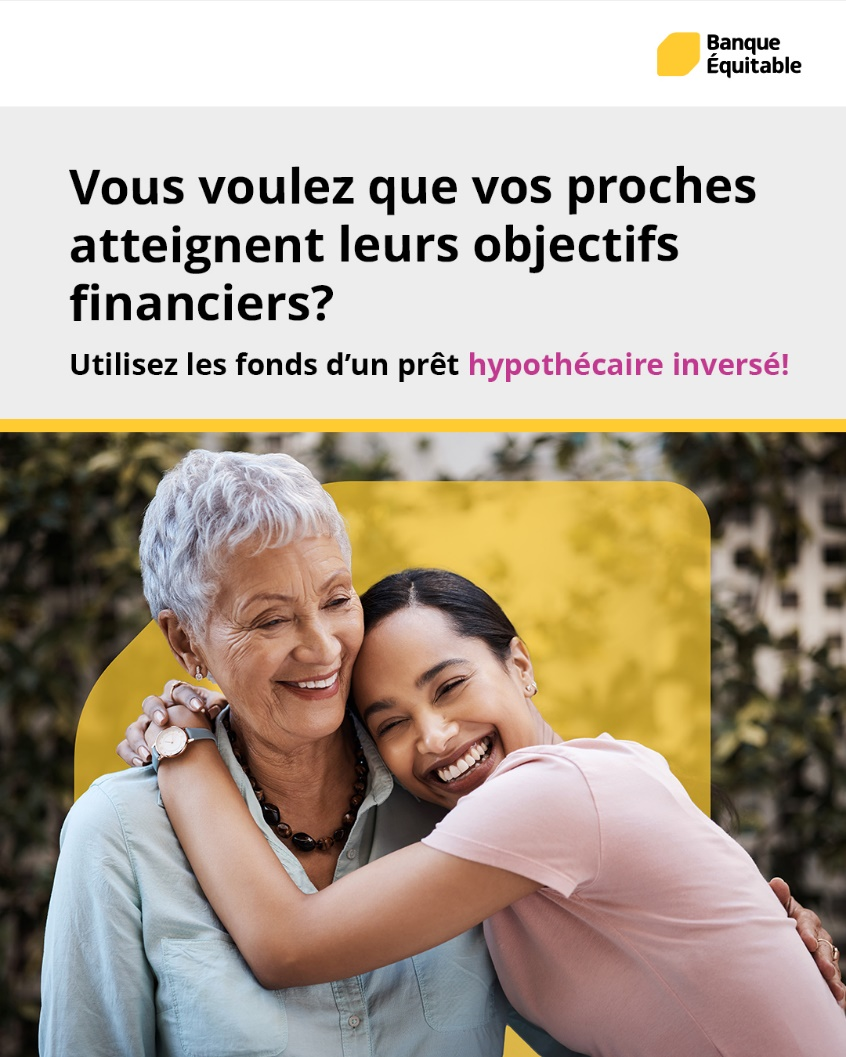 Banque
Équitable
Vous voulez que vos proches
atteignent leurs objectifs
financiers?
Utilisez les fonds d’un prêt hypothécaire inversé!